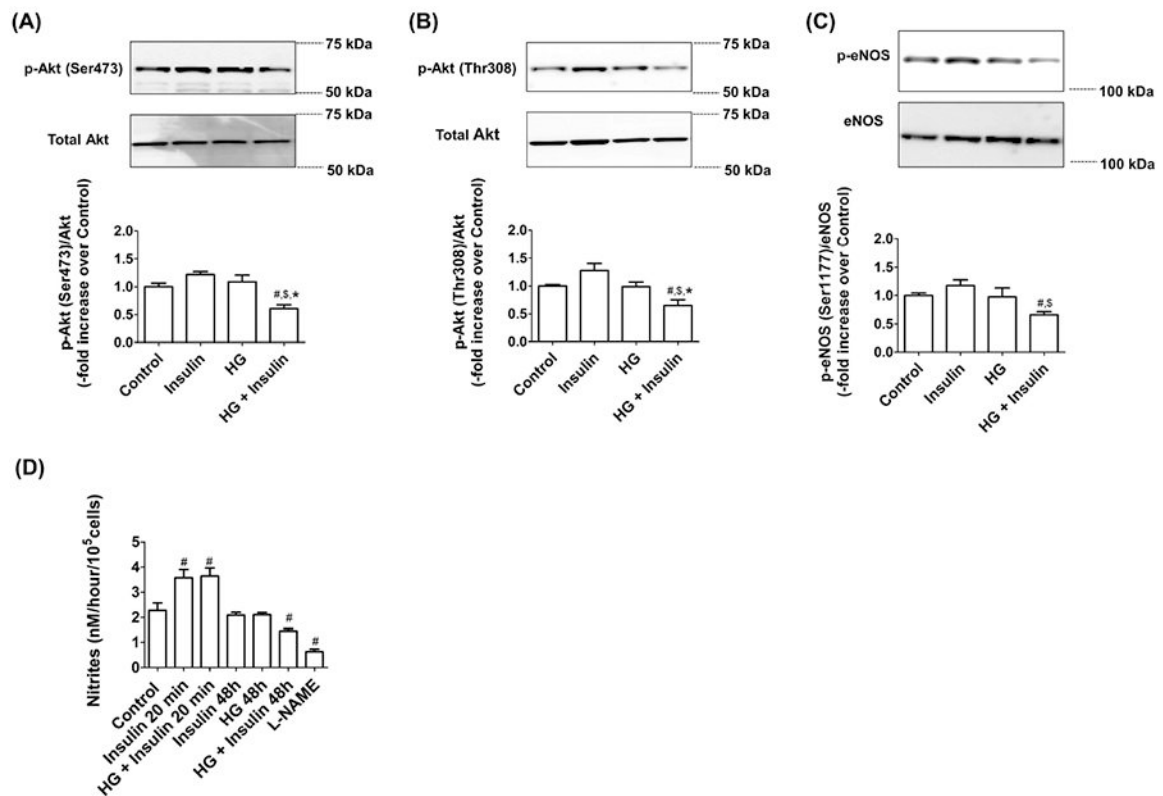 (A)
75 kDa
p-Akt (Ser473)
50 kDa
75 kDa
Total Akt
50 kDa
p-Akt (Ser473)/Akt
(-fold increase over Control)
2.0
1.5
1.0
0.5
0.0
#,$,*
Control
Insulin
HG
HG + Insulin
(B)
75 kDa
p-Akt (Thr308)
50 kDa
75 kDa
Total Akt
50 kDa
p-Akt (Thr308)/Akt
(-fold increase over Control)
2.0
1.5
1.0
0.5
0.0
#,$,*
Control
Insulin
HG
HG + Insulin
(C)
p-eNOS
100 kDa
eNOS
100 kDa
p-eNOS (Ser1177)/eNOS
(-fold increase over Control)
2.0
1.5
1.0
0.5
0.0
#,$
Control
Insulin
HG
HG + Insulin
(D)
Nitrites (nM/hour/10⁵cells)
5
4
3
2
1
0
#
#
#
#
Control
Insulin 20 min
HG + Insulin 20 min
Insulin 48h
HG 48h
HG + Insulin 48h
L-NAME